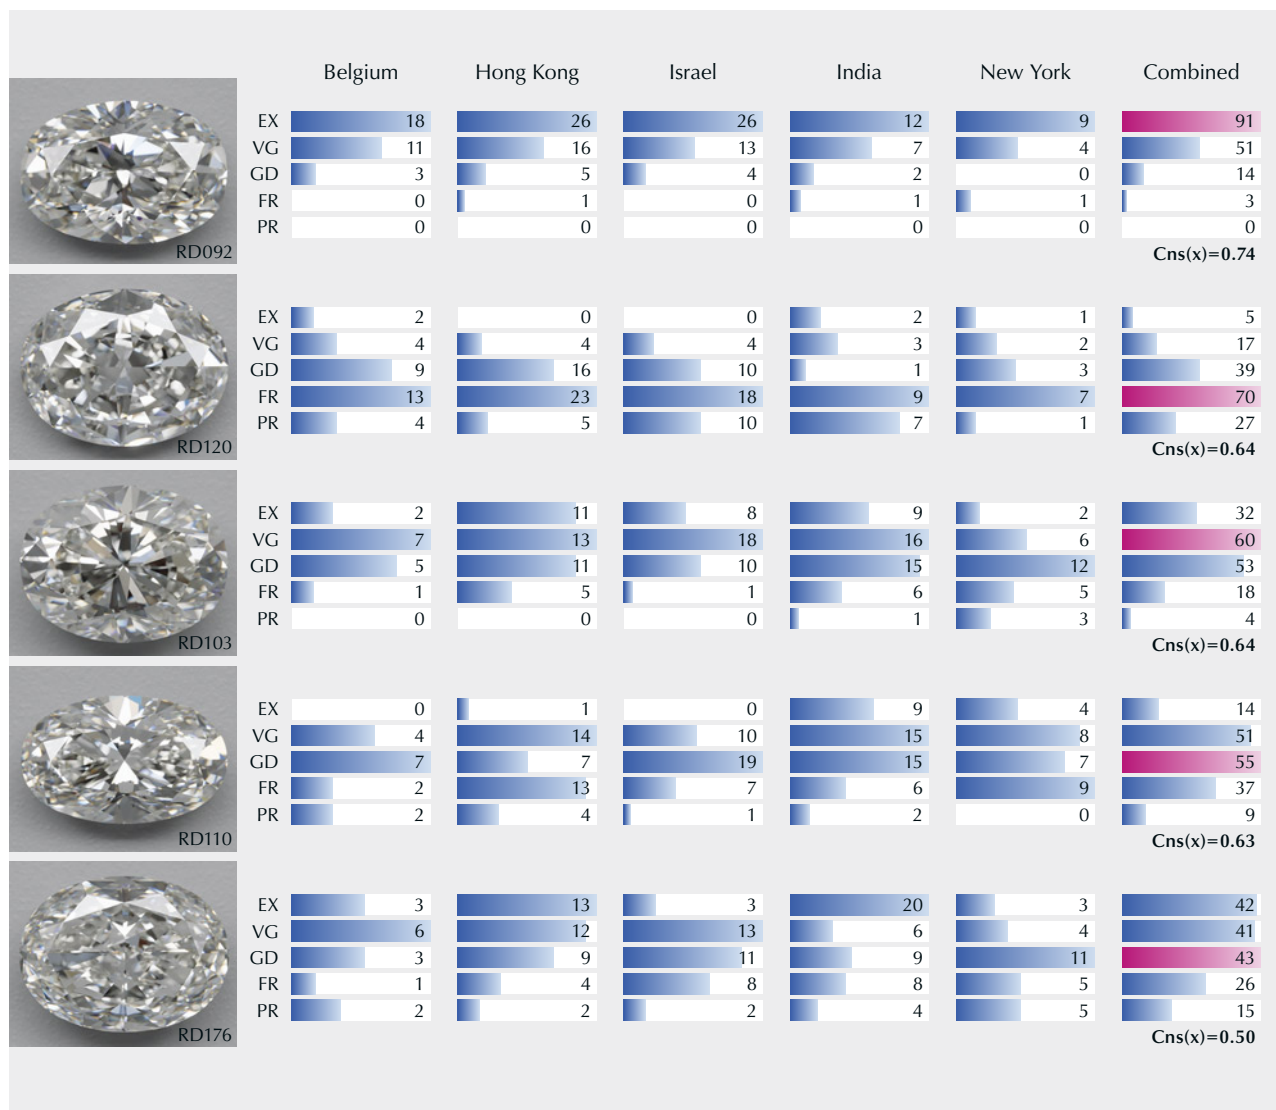 Belgium Hong Kong Israel India New York Combined
EX 18 26 26 12 9 91
VG 11 16 13 7 4 51
GD 3 5 4 2 0 14
FR 0 1 0 1 1 3
PR 0 0 0 0 0 0
RD092 Cns(x)=0.74
EX 2 0 0 2 1 5
VG 4 4 4 3 2 17
GD 9 16 10 1 3 39
FR 13 23 18 9 7 70
PR 4 5 10 7 1 27
RD120 Cns(x)=0.64
EX 2 11 8 9 2 32
VG 7 13 18 16 6 60
GD 5 11 10 15 12 53
FR 1 5 1 6 5 18
PR 0 0 0 1 3 4
RD103 Cns(x)=0.64
EX 0 1 0 9 4 14
VG 4 14 10 15 8 51
GD 7 7 19 15 7 55
FR 2 13 7 6 9 37
PR 2 4 1 2 0 9
RD110 Cns(x)=0.63
EX 3 13 3 20 3 42
VG 6 12 13 6 4 41
GD 3 9 11 9 11 43
FR 1 4 8 8 5 26
PR 2 2 2 4 5 15
RD176 Cns(x)=0.50